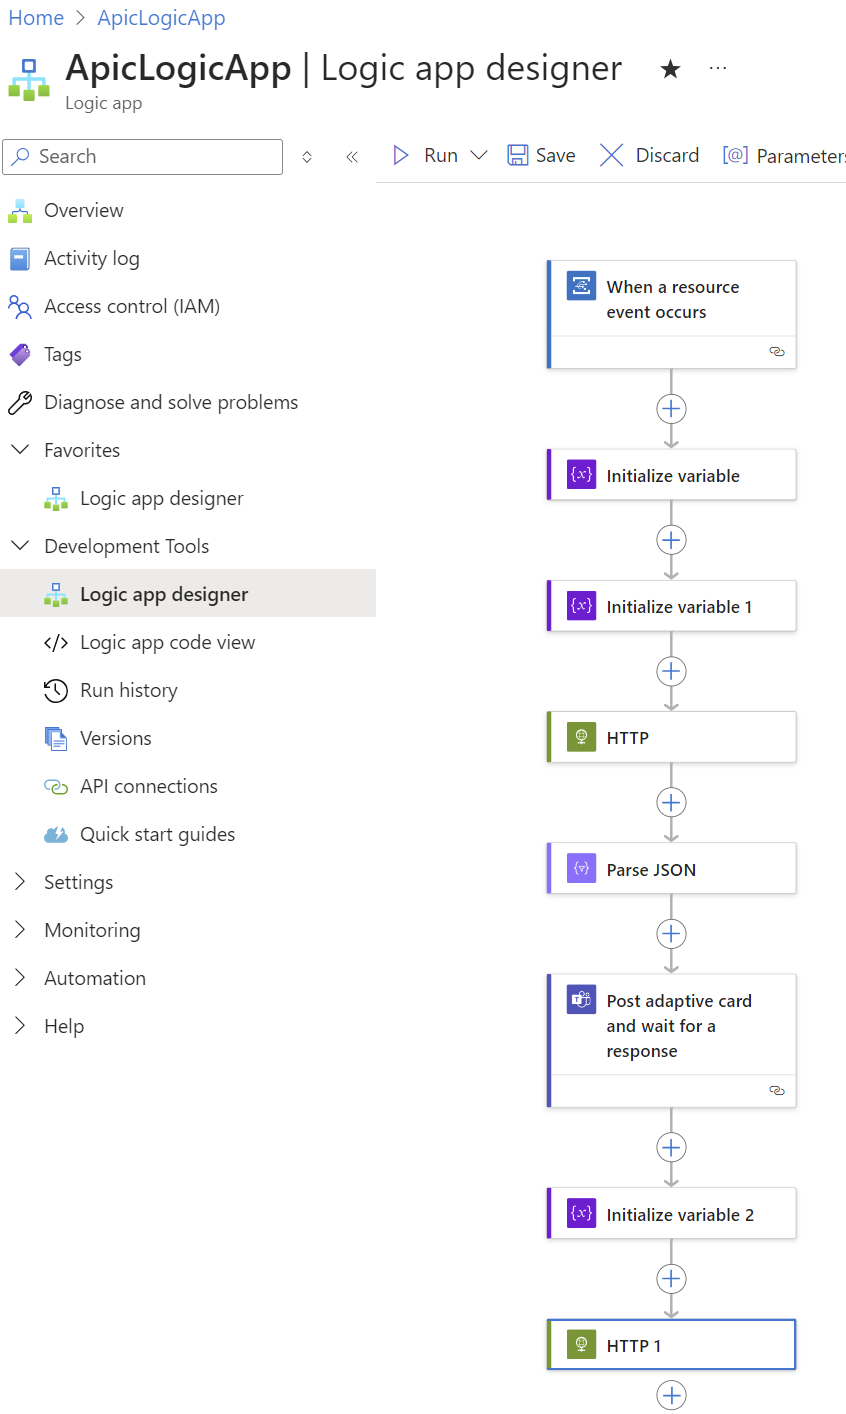 Home > ApicLogicApp
ApicLogicApp | Logic app designer ★ ...
Logic app
Search
Run
Save
Discard
[@] Parameters
Overview
Activity log
Access control (IAM)
Tags
Diagnose and solve problems
Favorites
Logic app designer
Development Tools
Logic app designer
Logic app code view
Run history
Versions
API connections
Quick start guides
Settings
Monitoring
Automation
Help
When a resource
event occurs
{x} Initialize variable
{x} Initialize variable 1
HTTP
Parse JSON
Post adaptive card
and wait for a
response
{x} Initialize variable 2
HTTP 1